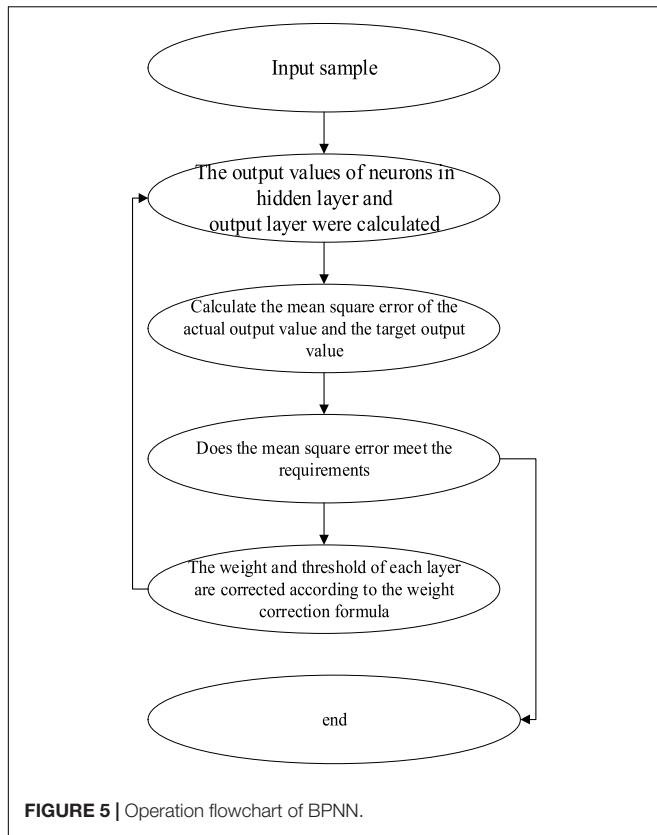 Input sample
The output values of neurons in
hidden layer and
output layer were calculated
Calculate the mean square error of the
actual output value and the target output
value
Does the mean square error meet the
requirements
The weight and threshold of each layer
are corrected according to the weight
correction formula
end
FIGURE 5 | Operation flowchart of BPNN.